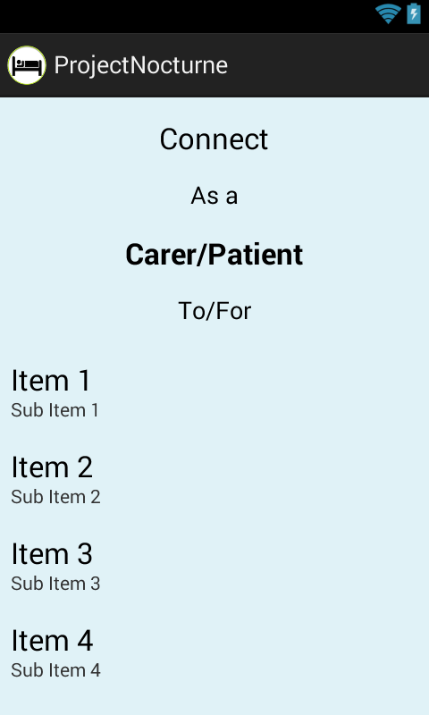 ProjectNocturne
Connect
As a
Carer/Patient
To/For
Item 1
Sub Item 1
Item 2
Sub Item 2
Item 3
Sub Item 3
Item 4
Sub Item 4